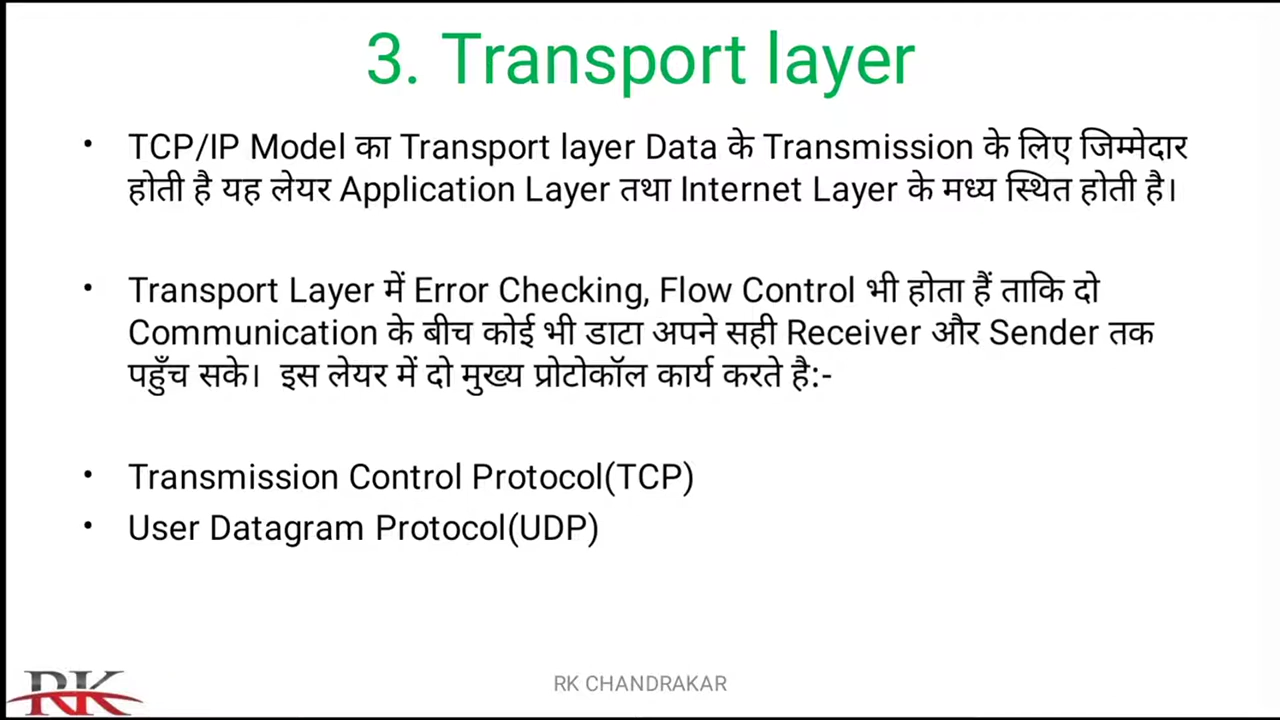 3. Transport layer
• TCP/IP Model का Transport layer Data के Transmission के लिए जिम्मेदार
होती है यह लेयर Application Layer तथा Internet Layer के मध्य स्थित होती है।
• Transport Layer में Error Checking, Flow Control भी होता हैं ताकि दो
Communication के बीच कोई भी डाटा अपने सही Receiver और Sender तक
पहुँच सके। इस लेयर में दो मुख्य प्रोटोकॉल कार्य करते है:-
• Transmission Control Protocol(TCP)
• User Datagram Protocol(UDP)
RK
RK CHANDRAKAR